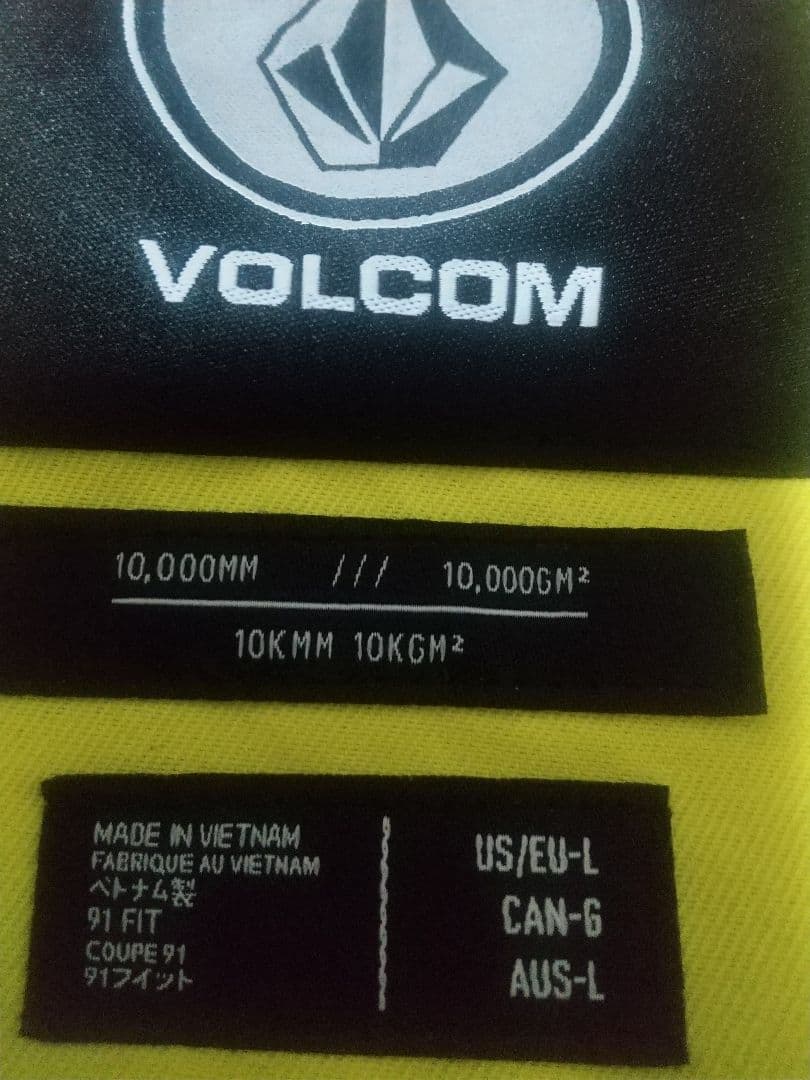 VOLCOM
10,000MM /// 10,000GM²
10KMM 10KGM²
MADE IN VIETNAM
FABRIQUE AU VIETNAM
ベトナム製
91 FIT
COUPE 91
91フィット
US/EU-L
CAN-G
AUS-L